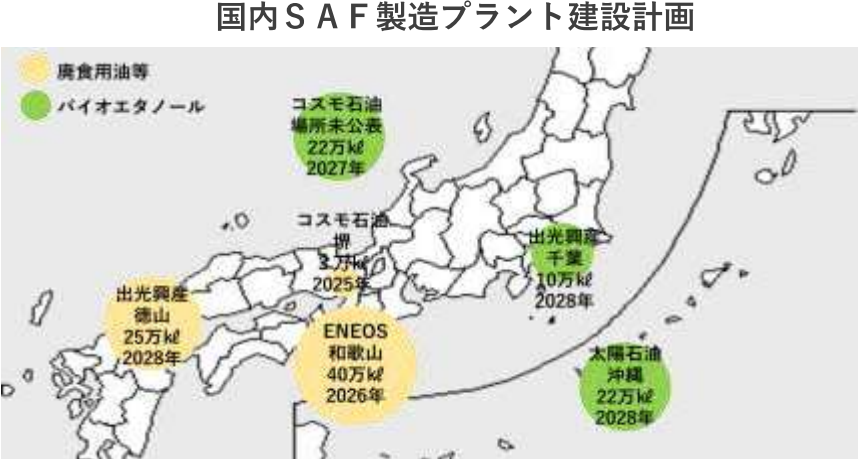 国内ＳＡＦ製造プラント建設計画
廃食用油等
バイオエタノール
コスモ石油
場所未公表
22万㎘
2027年
コスモ石油
堺
3万㎘
2025年
出光興産
千葉
10万㎘
2028年
出光興産
徳山
25万㎘
2028年
ENEOS
和歌山
40万㎘
2026年
太陽石油
沖縄
22万㎘
2028年